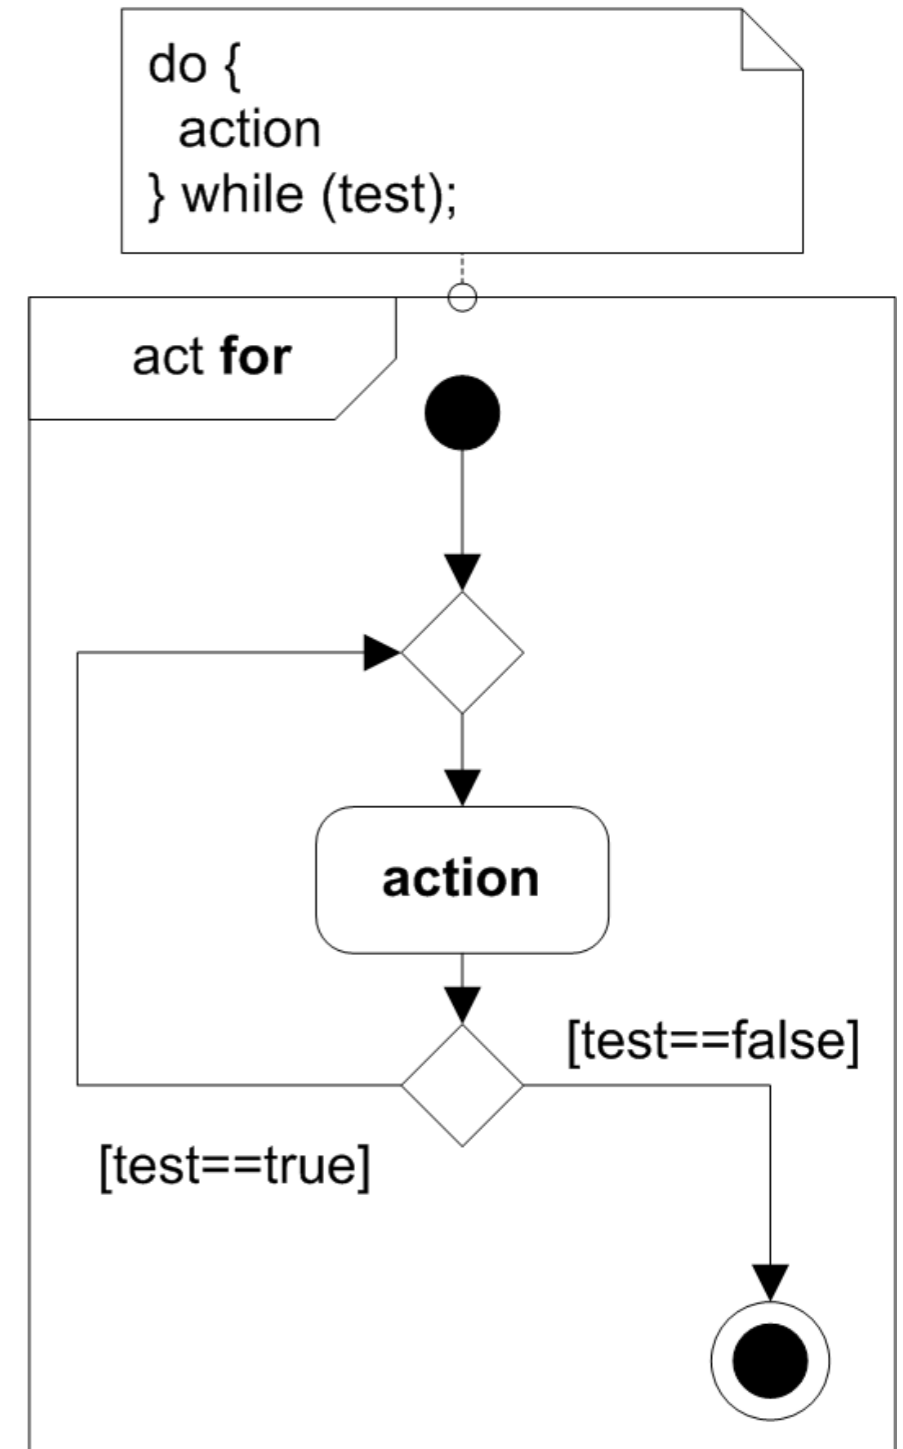 do {
action
} while (test);
act for
action
[test==false]
[test==true]